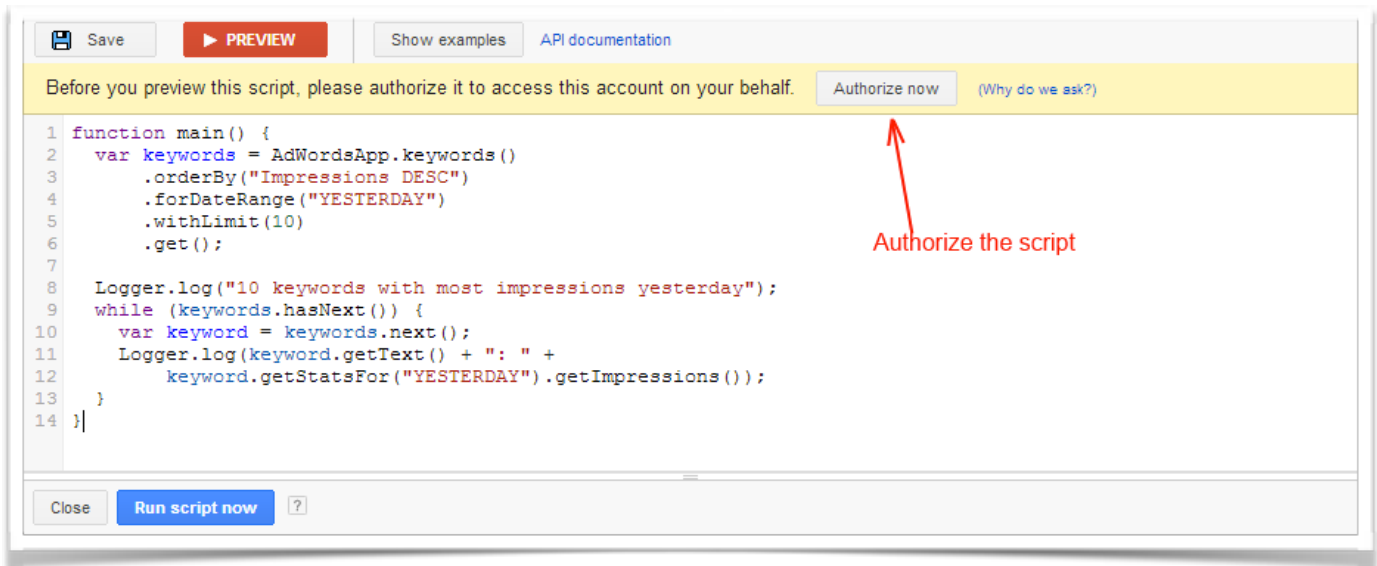 Save PREVIEW Show examples API documentation
Before you preview this script, please authorize it to access this account on your behalf. Authorize now (Why do we ask?)
1 function main() {
2   var keywords = AdWordsApp.keywords()
3       .orderBy("Impressions DESC")
4       .forDateRange("YESTERDAY")
5       .withLimit(10)
6       .get();
7
8   Logger.log("10 keywords with most impressions yesterday");
9   while (keywords.hasNext()) {
10     var keyword = keywords.next();
11     Logger.log(keyword.getText() + ": " +
12         keyword.getStatsFor("YESTERDAY").getImpressions());
13   }
14 }
Authorize the script
Close Run script now ?